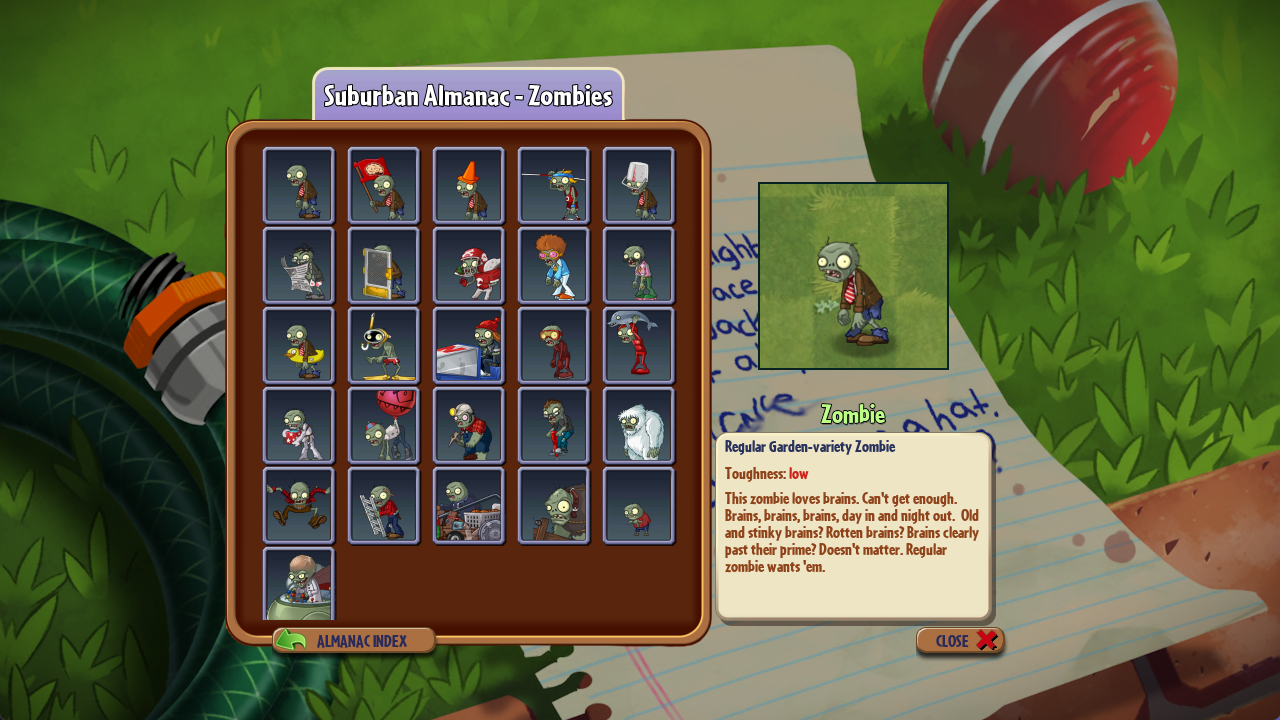 Suburban Almanac - Zombies
ace
a hat.
Zombie
Regular Garden-variety Zombie
Toughness: low
This zombie loves brains. Can't get enough.
Brains, brains, brains, day in and night out. Old
and stinky brains? Rotten brains? Brains clearly
past their prime? Doesn't matter. Regular
zombie wants 'em.
ALMANAC INDEX
CLOSE